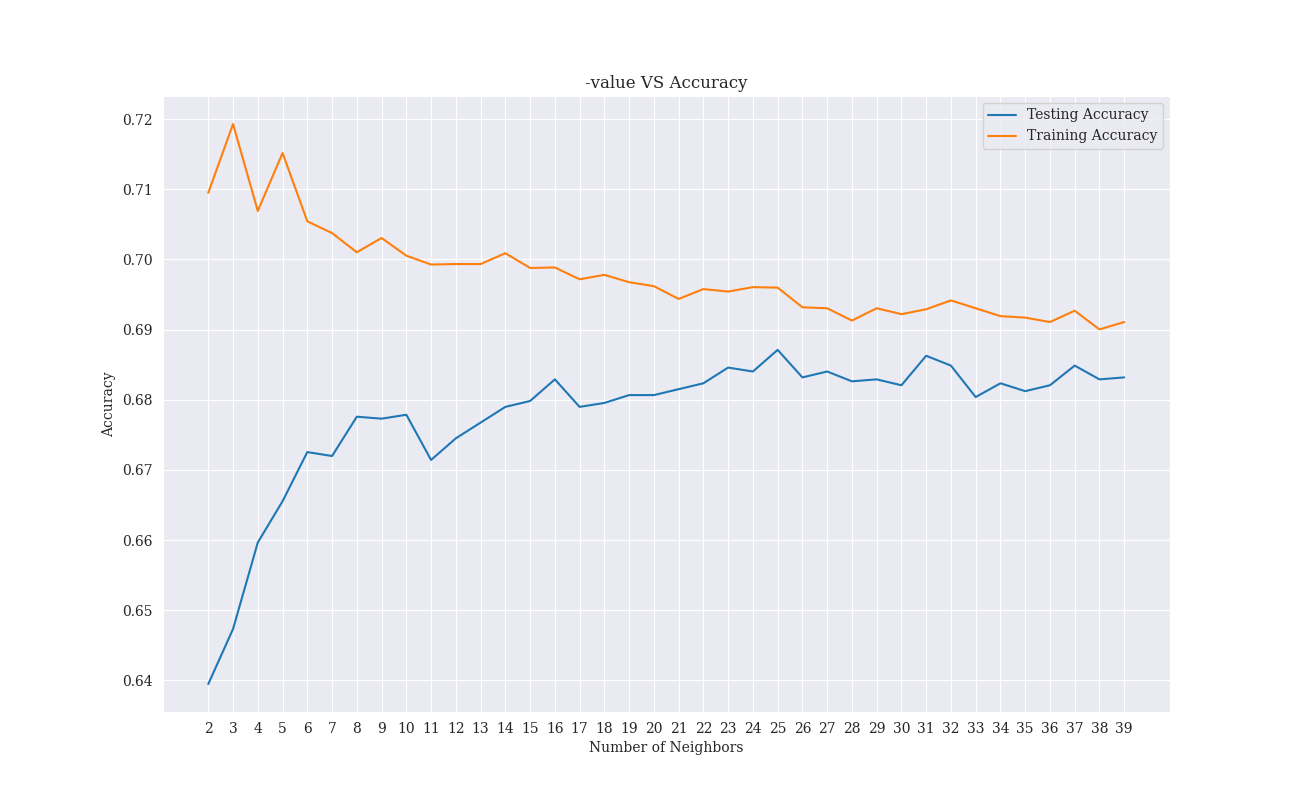 -value VS Accuracy
Testing Accuracy
Training Accuracy
0.72
0.71
0.70
0.69
0.68
0.67
0.66
0.65
0.64
Accuracy
2 3 4 5 6 7 8 9 10 11 12 13 14 15 16 17 18 19 20 21 22 23 24 25 26 27 28 29 30 31 32 33 34 35 36 37 38 39
Number of Neighbors